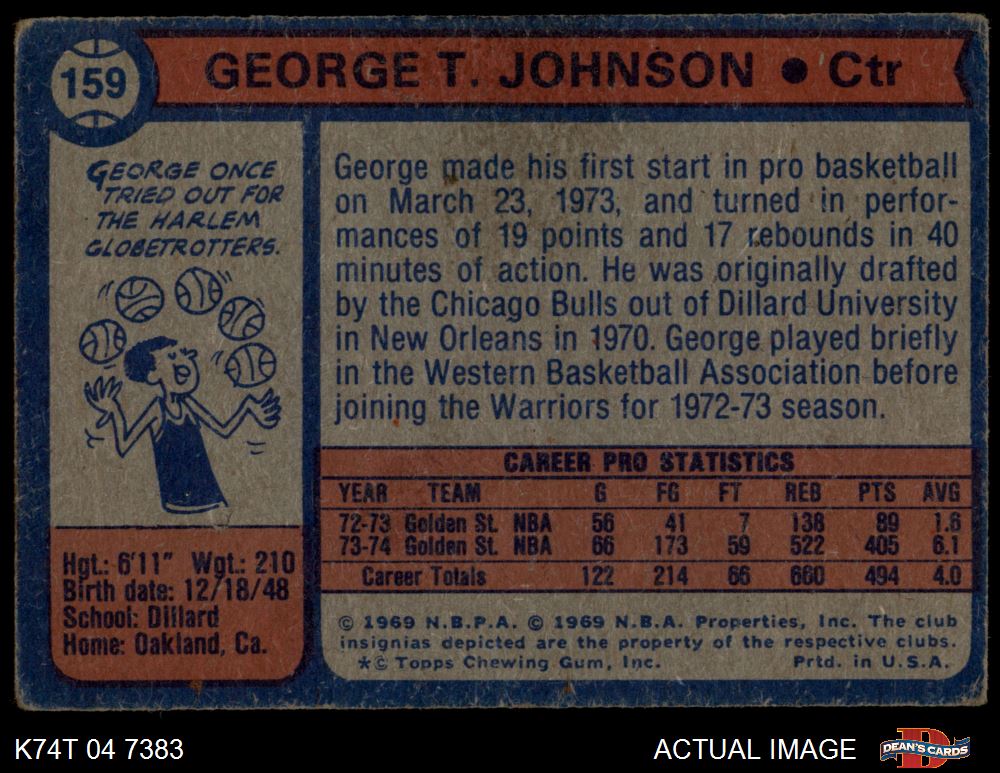 159
GEORGE T. JOHNSON • Ctr
GEORGE ONCE
TRIED OUT FOR
THE HARLEM
GLOBETROTTERS.
Hgt.: 6'11" Wgt.: 210
Birth date: 12/18/48
School: Dillard
Home: Oakland, Ca.
George made his first start in pro basketball
on March 23, 1973, and turned in perfor-
mances of 19 points and 17 rebounds in 40
minutes of action. He was originally drafted
by the Chicago Bulls out of Dillard University
in New Orleans in 1970. George played briefly
in the Western Basketball Association before
joining the Warriors for 1972-73 season.
CAREER PRO STATISTICS
YEAR TEAM G FG FT REB PTS AVG
72-73 Golden St. NBA 56 41 7 138 89 1.6
73-74 Golden St. NBA 66 173 59 522 405 6.1
Career Totals 122 214 66 660 494 4.0
© 1969 N.B.P.A. © 1969 N.B.A. Properties, Inc. The club
insignias depicted are the property of the respective clubs.
*© Topps Chewing Gum, Inc. Prtd. in U.S.A.
K74T 04 7383
ACTUAL IMAGE
DEAN'S CARDS